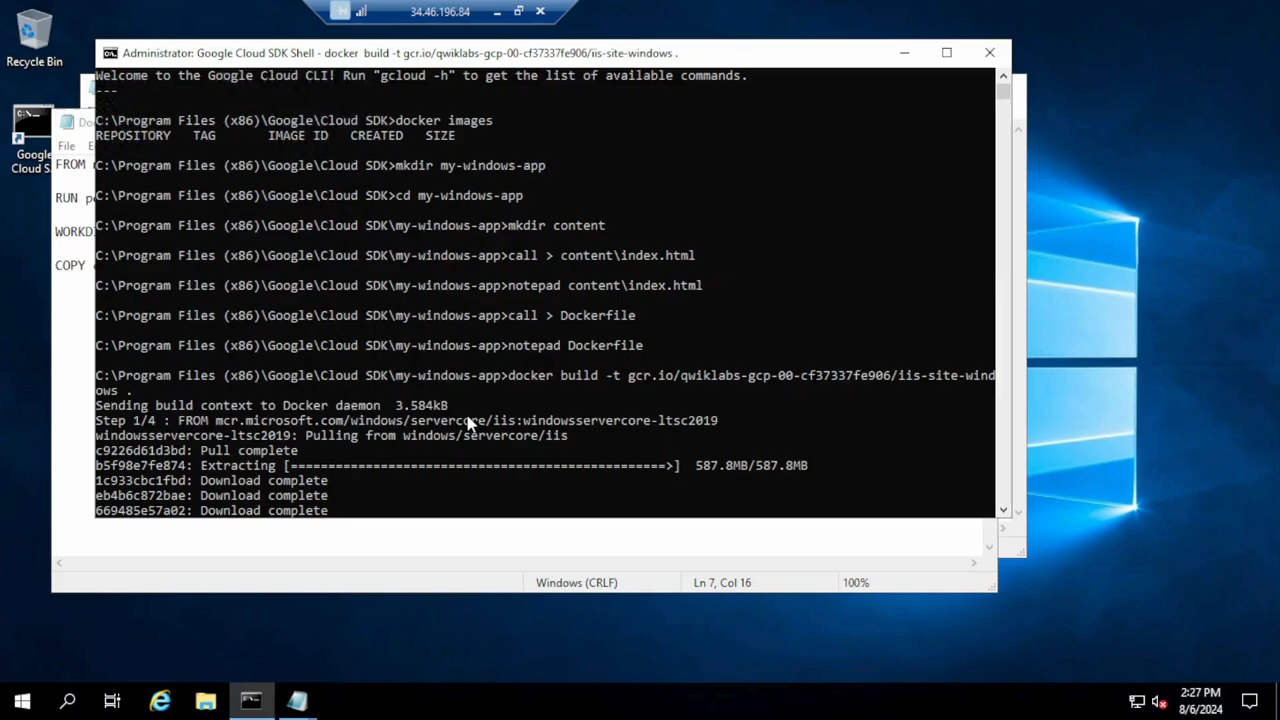 34.46.196.84
Recycle Bin
Administrator: Google Cloud SDK Shell - docker build -t gcr.io/qwiklabs-gcp-00-cf37337fe906/iis-site-windows .
Welcome to the Google Cloud CLI! Run "gcloud -h" to get the list of available commands.
---
C:\Program Files (x86)\Google\Cloud SDK>docker images
REPOSITORY TAG IMAGE ID CREATED SIZE
C:\Program Files (x86)\Google\Cloud SDK>mkdir my-windows-app
C:\Program Files (x86)\Google\Cloud SDK>cd my-windows-app
C:\Program Files (x86)\Google\Cloud SDK\my-windows-app>mkdir content
C:\Program Files (x86)\Google\Cloud SDK\my-windows-app>call > content\index.html
C:\Program Files (x86)\Google\Cloud SDK\my-windows-app>notepad content\index.html
C:\Program Files (x86)\Google\Cloud SDK\my-windows-app>call > Dockerfile
C:\Program Files (x86)\Google\Cloud SDK\my-windows-app>notepad Dockerfile
C:\Program Files (x86)\Google\Cloud SDK\my-windows-app>docker build -t gcr.io/qwiklabs-gcp-00-cf37337fe906/iis-site-wind
ows .
Sending build context to Docker daemon 3.584kB
Step 1/4 : FROM mcr.microsoft.com/windows/servercore/iis:windowsservercore-ltsc2019
windowsservercore-ltsc2019: Pulling from windows/servercore/iis
c9226d61d3bd: Pull complete
b5f98e7fe874: Extracting [==================================================>] 587.8MB/587.8MB
1c933cbc1fbd: Download complete
eb4b6c872bae: Download complete
669485e57a02: Download complete
Google
Cloud S...
Do
File E
FROM
RUN p
WORKDI
COPY
Windows (CRLF)
Ln 7, Col 16
100%
2:27 PM
8/6/2024